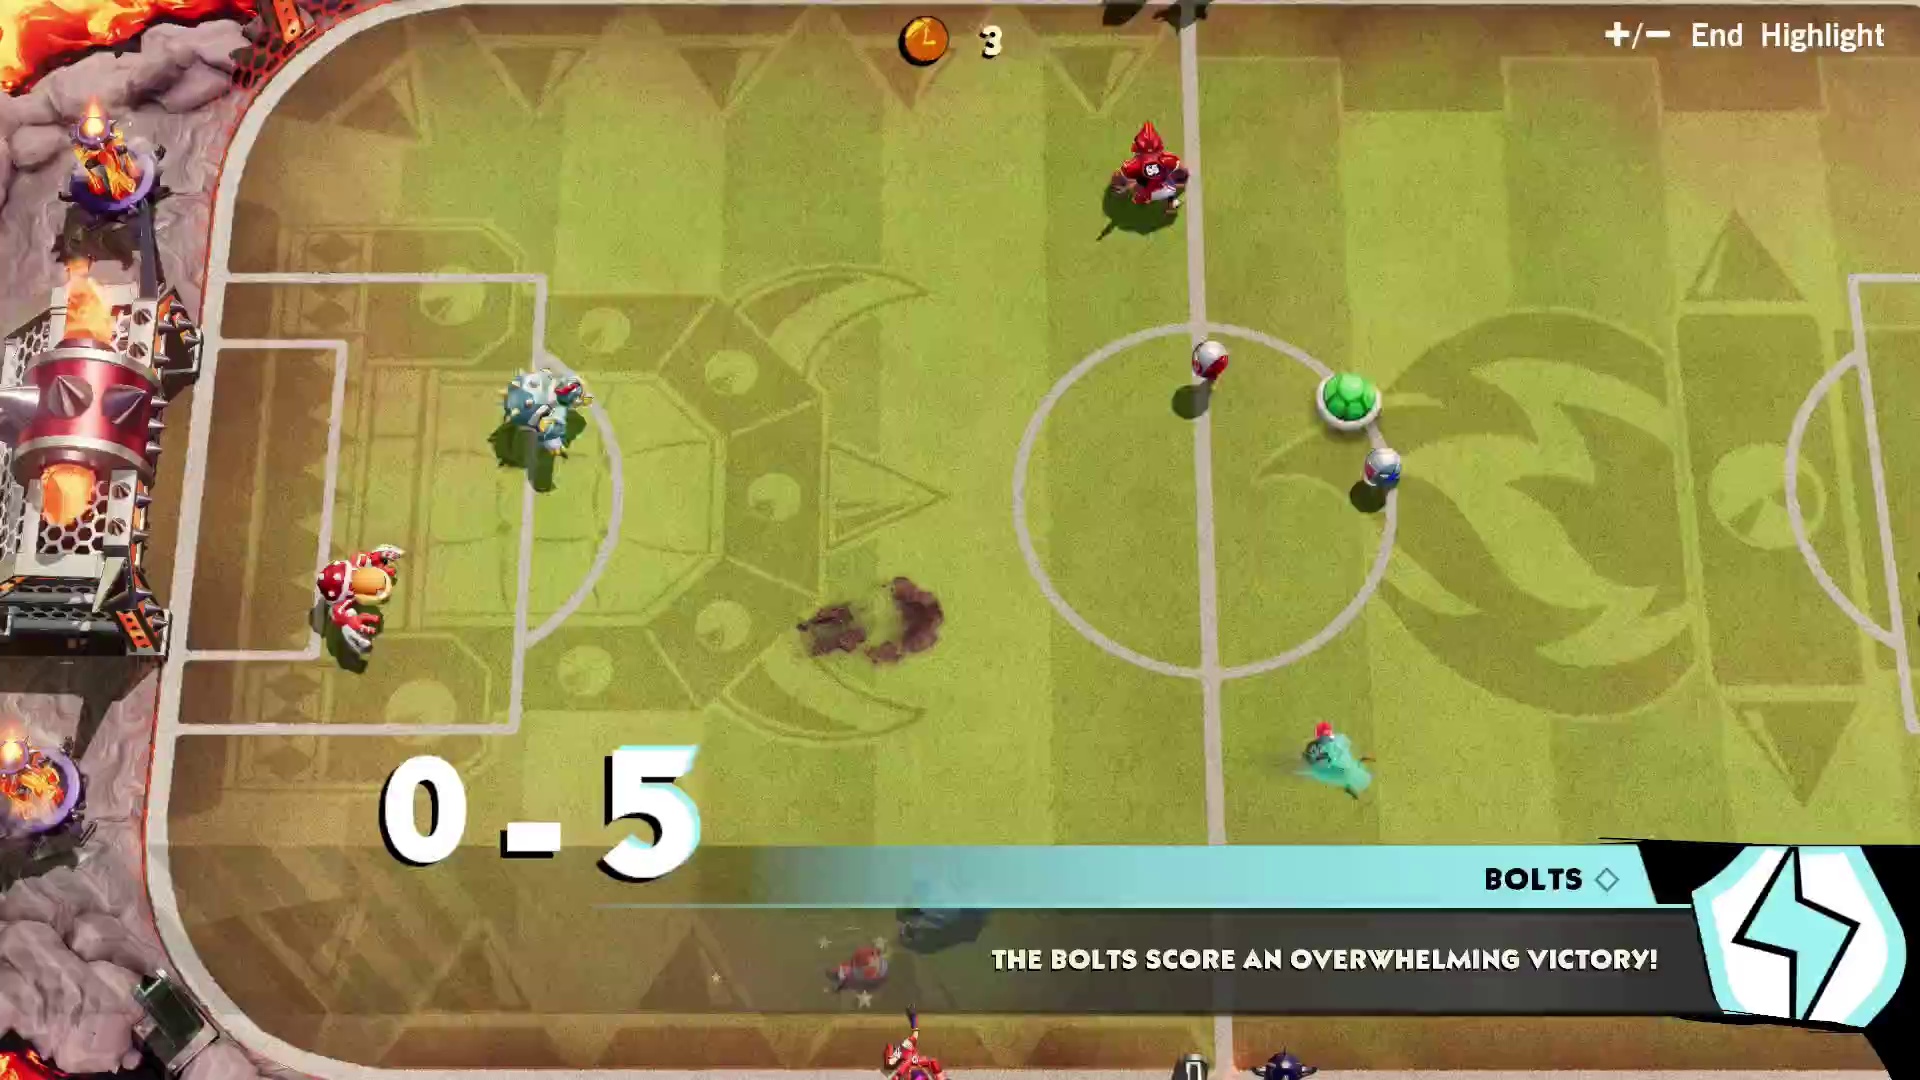 3
+/− End Highlight
0 - 5
BOLTS
THE BOLTS SCORE AN OVERWHELMING VICTORY!